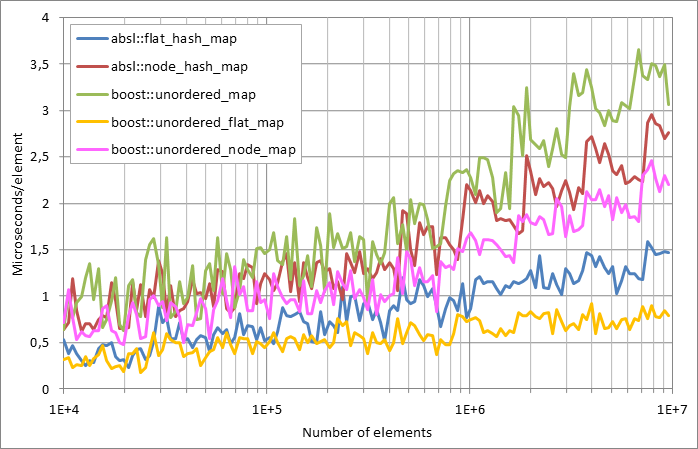 4
3,5
3
2,5
2
1,5
1
0,5
0
Microseconds/element
absl::flat_hash_map
absl::node_hash_map
boost::unordered_map
boost::unordered_flat_map
boost::unordered_node_map
1E+4
1E+5
1E+6
1E+7
Number of elements